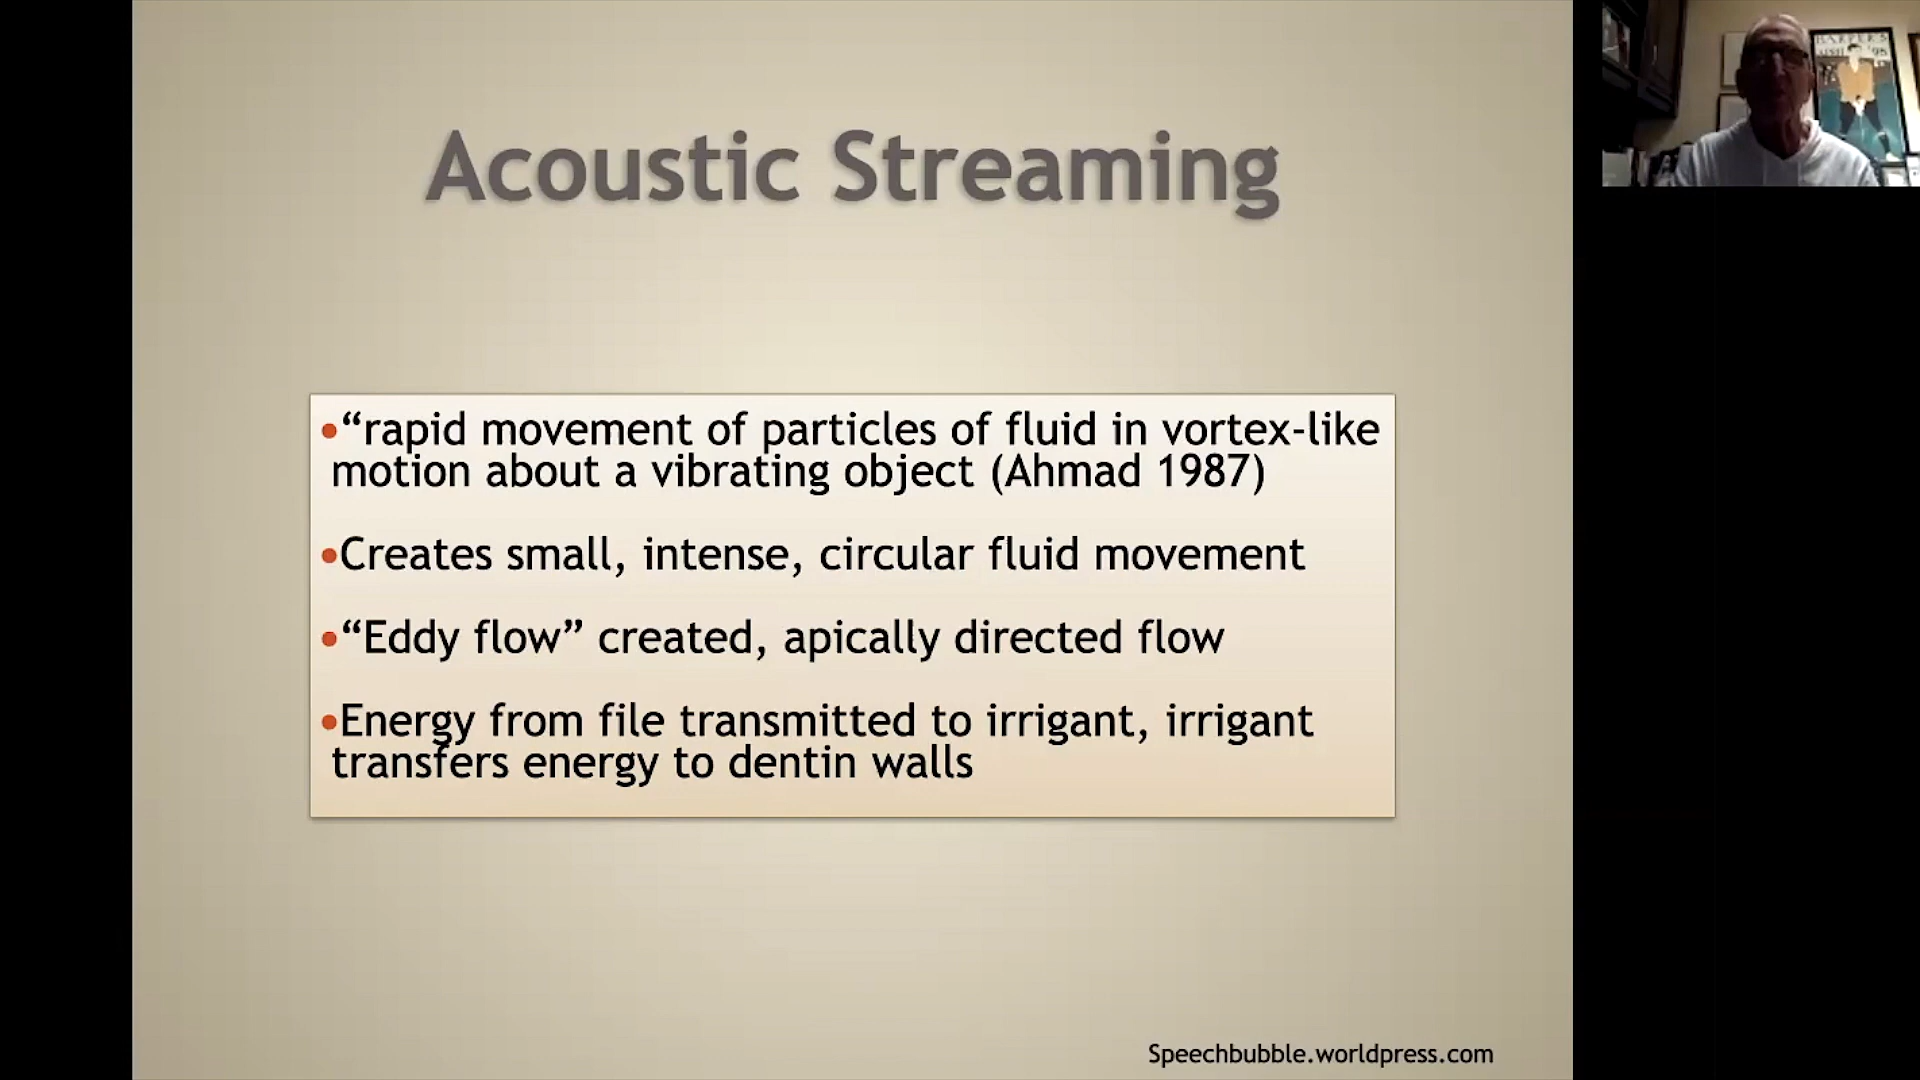 Acoustic Streaming
•“rapid movement of particles of fluid in vortex-like
motion about a vibrating object (Ahmad 1987)
•Creates small, intense, circular fluid movement
•“Eddy flow” created, apically directed flow
•Energy from file transmitted to irrigant, irrigant
transfers energy to dentin walls
Speechbubble.worldpress.com
HARPER'S